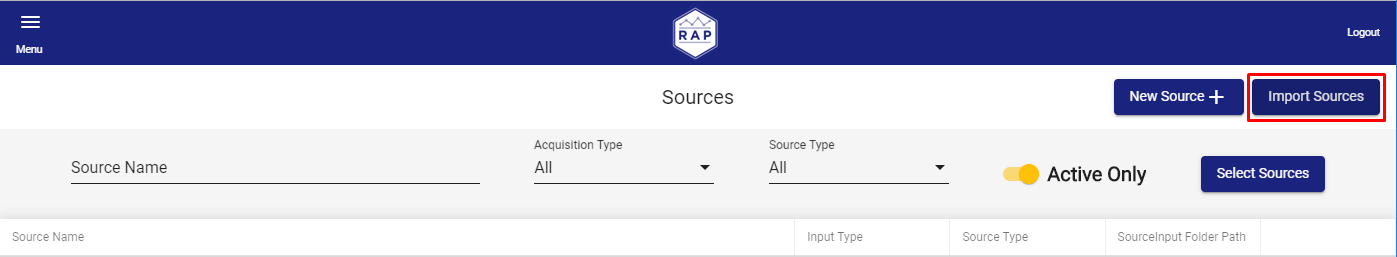 Menu
RAP
Logout
Sources
New Source +
Import Sources
Source Name
Acquisition Type
All
Source Type
All
Active Only
Select Sources
Source Name Input Type Source Type SourceInput Folder Path